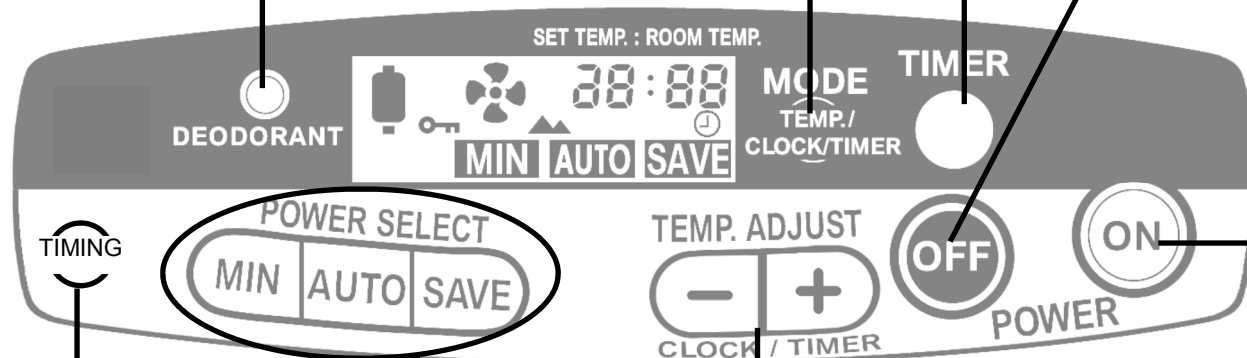 SET TEMP. : ROOM TEMP.
DEODORANT
28:88
MIN AUTO SAVE
MODE
TEMP./
CLOCK/TIMER
TIMER
TIMING
POWER SELECT
MIN AUTO SAVE
TEMP. ADJUST
− +
CLOCK / TIMER
OFF
ON
POWER